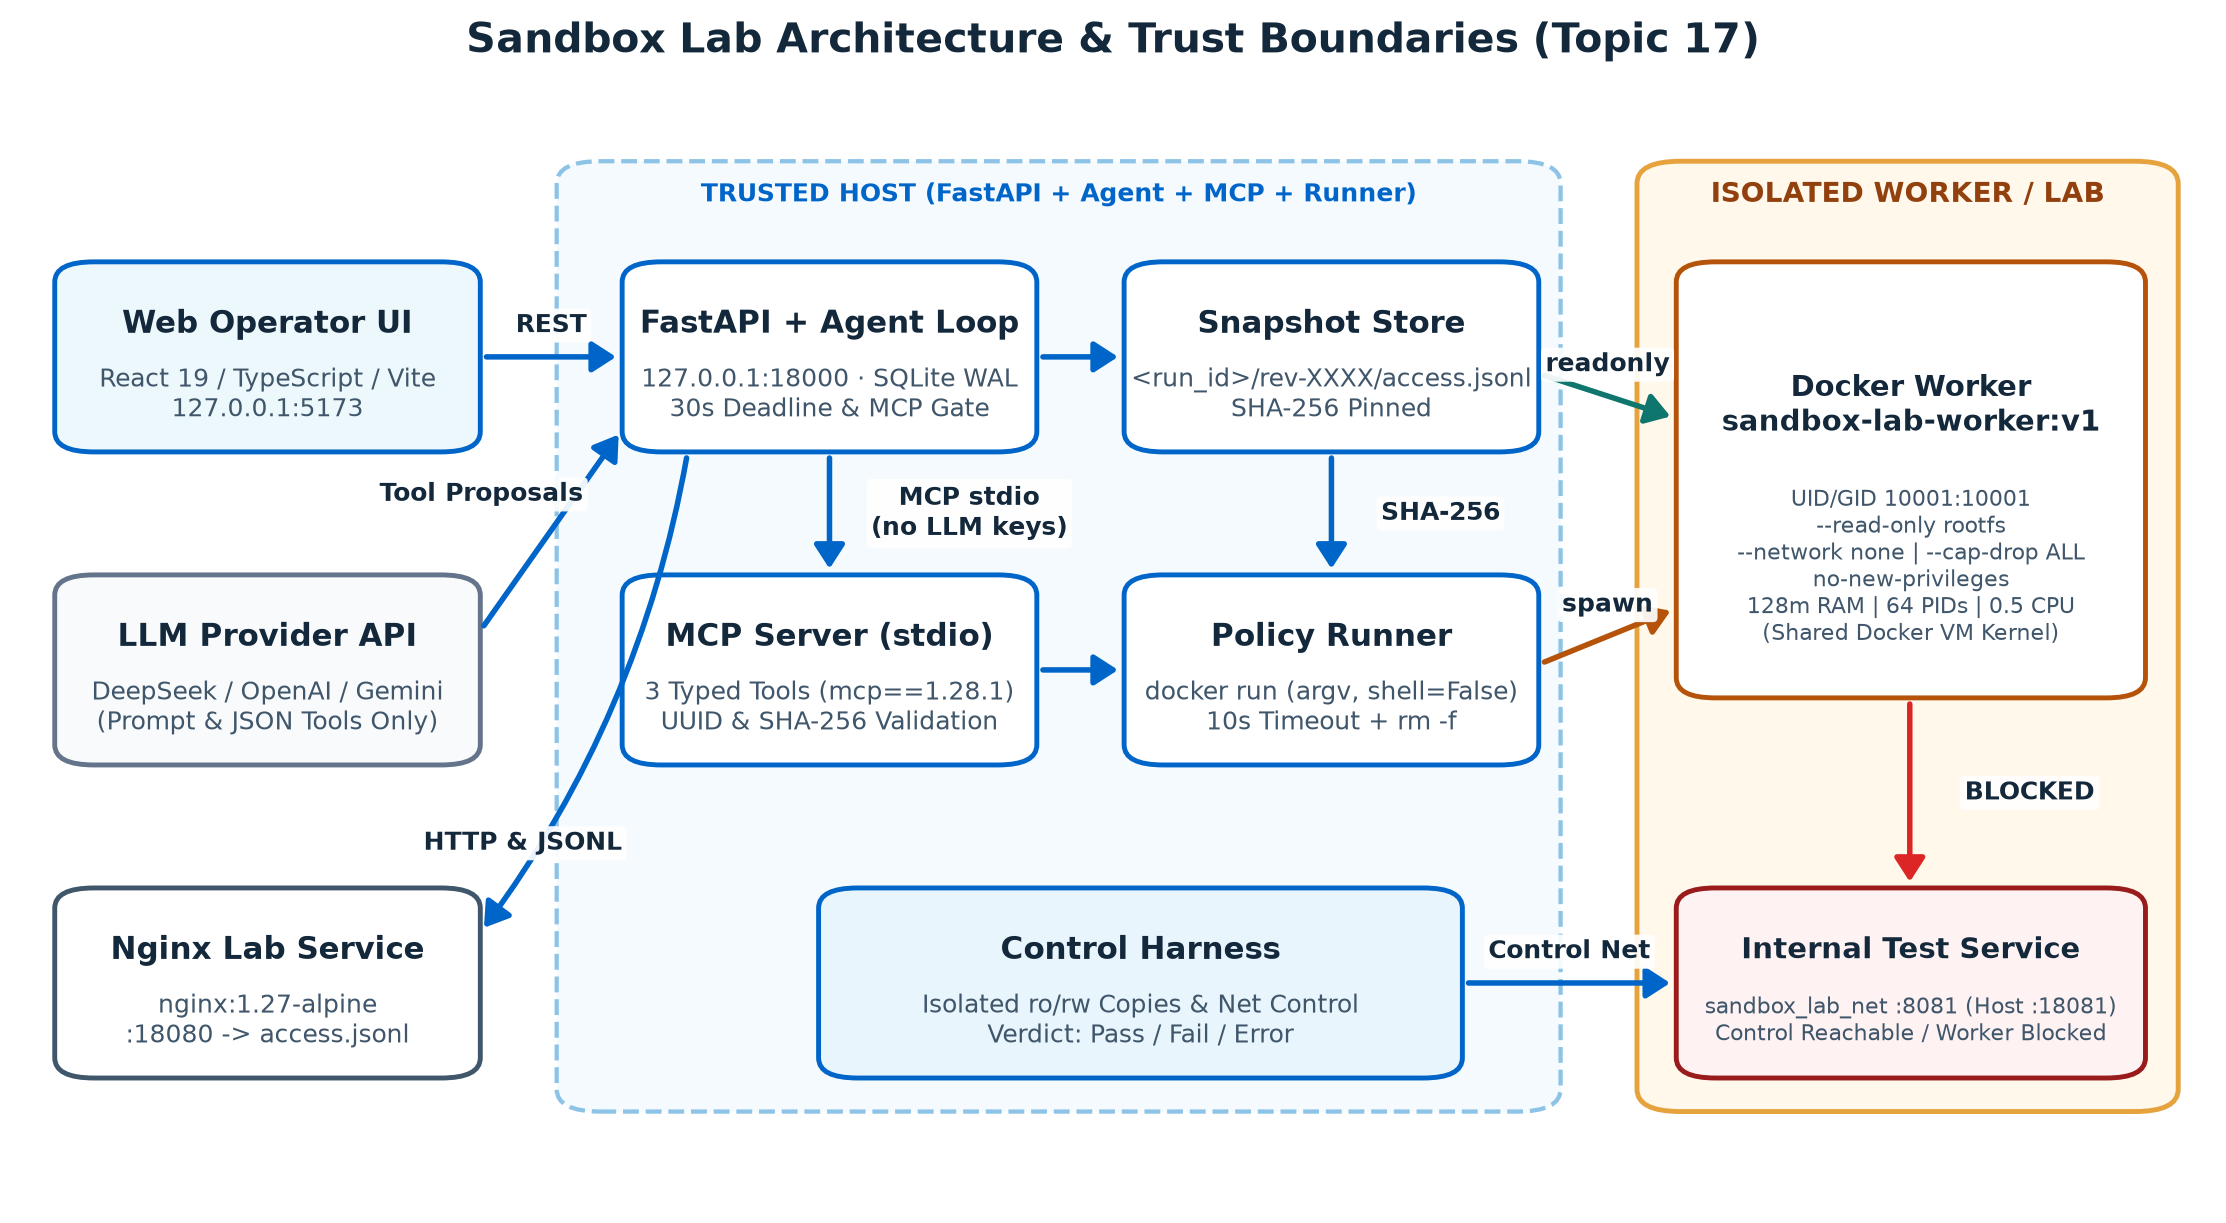 Sandbox Lab Architecture & Trust Boundaries (Topic 17)
TRUSTED HOST (FastAPI + Agent + MCP + Runner)
ISOLATED WORKER / LAB
Web Operator UI
React 19 / TypeScript / Vite
127.0.0.1:5173
REST
FastAPI + Agent Loop
127.0.0.1:18000 · SQLite WAL
30s Deadline & MCP Gate
Snapshot Store
<run_id>/rev-XXXX/access.jsonl
SHA-256 Pinned
readonly
Docker Worker
sandbox-lab-worker:v1
UID/GID 10001:10001
--read-only rootfs
--network none | --cap-drop ALL
no-new-privileges
128m RAM | 64 PIDs | 0.5 CPU
(Shared Docker VM Kernel)
Tool Proposals
MCP stdio
(no LLM keys)
SHA-256
LLM Provider API
DeepSeek / OpenAI / Gemini
(Prompt & JSON Tools Only)
MCP Server (stdio)
3 Typed Tools (mcp==1.28.1)
UUID & SHA-256 Validation
Policy Runner
docker run (argv, shell=False)
10s Timeout + rm -f
spawn
BLOCKED
HTTP & JSONL
Nginx Lab Service
nginx:1.27-alpine
:18080 -> access.jsonl
Control Harness
Isolated ro/rw Copies & Net Control
Verdict: Pass / Fail / Error
Control Net
Internal Test Service
sandbox_lab_net :8081 (Host :18081)
Control Reachable / Worker Blocked